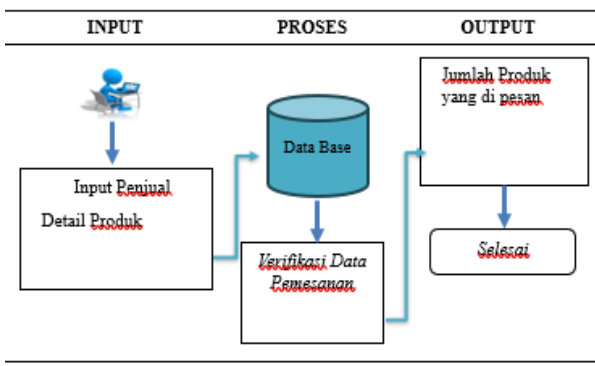 INPUT PROSES OUTPUT
Input Penjual
Detail Produk
Data Base
Verifikasi Data
Pemesanan
Jumlah Produk
yang di pesan
Selesai